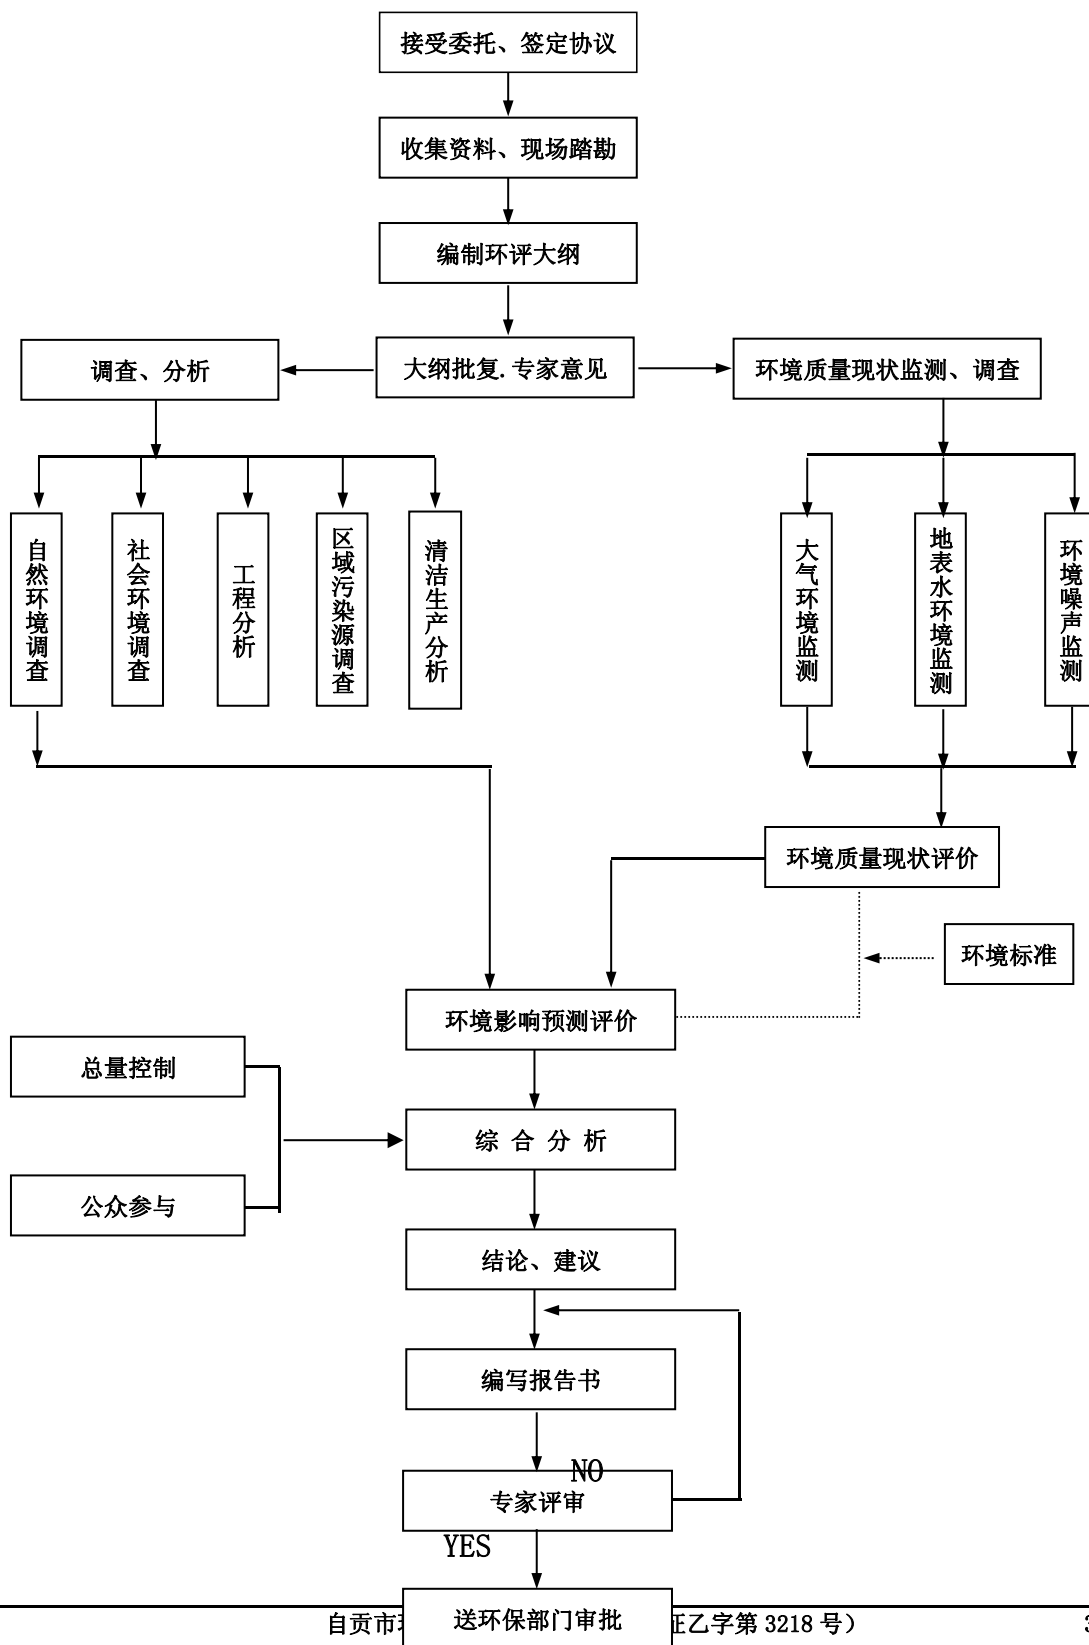 接受委托、签定协议
收集资料、现场踏勘
编制环评大纲
调查、分析
大纲批复.专家意见
环境质量现状监测、调查
自然环境调查
社会环境调查
工程分析
区域污染源调查
清洁生产分析
大气环境监测
地表水环境监测
环境噪声监测
环境质量现状评价
环境标准
环境影响预测评价
总量控制
综 合 分 析
公众参与
结论、建议
编写报告书
NO
专家评审
YES
送环保部门审批
自贡市 乙字第 3218 号）